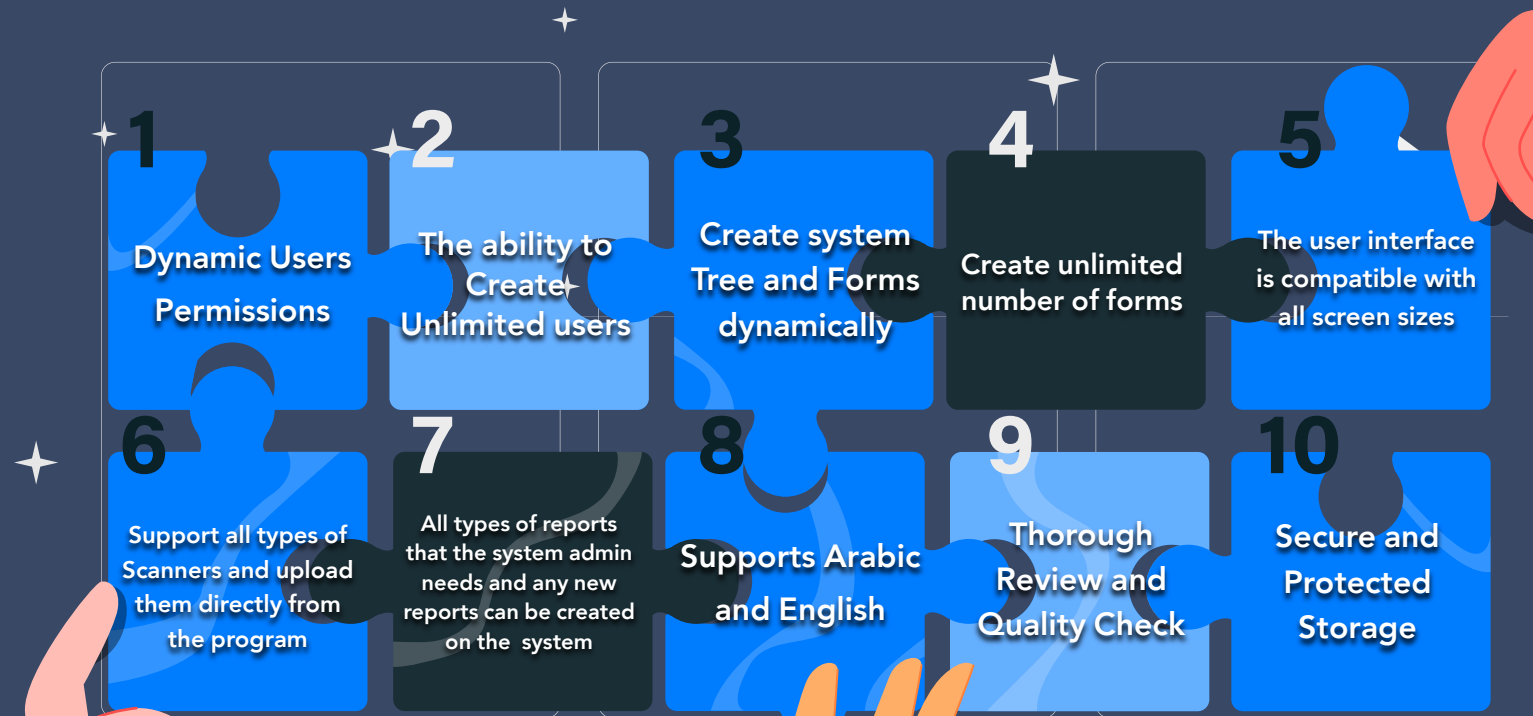 1
Dynamic Users
Permissions
2
The ability to
Create
Unlimited users
3
Create system
Tree and Forms
dynamically
4
Create unlimited
number of forms
5
The user interface
is compatible with
all screen sizes
6
Support all types of
Scanners and upload
them directly from
the program
7
All types of reports
that the system admin
needs and any new
reports can be created
on the system
8
Supports Arabic
and English
9
Thorough
Review and
Quality Check
10
Secure and
Protected
Storage